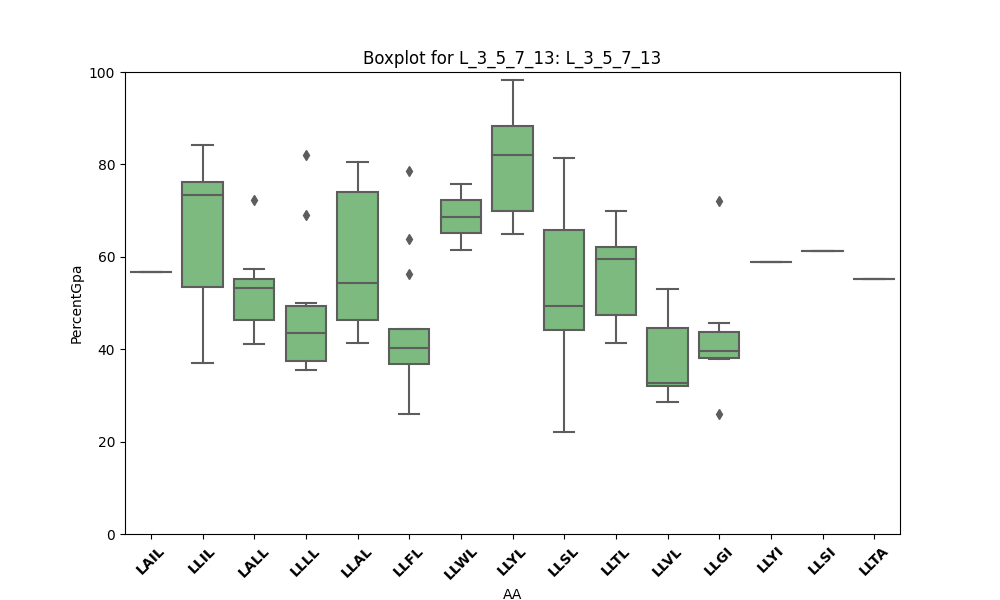 Boxplot for L_3_5_7_13: L_3_5_7_13
100
80
60
40
20
0
PercentGpa
LAIL LLIL LALL LLLL LLAL LLFL LLWL LLYL LLSL LLTL LLVL LLGI LLYI LLSI LLTA
AA